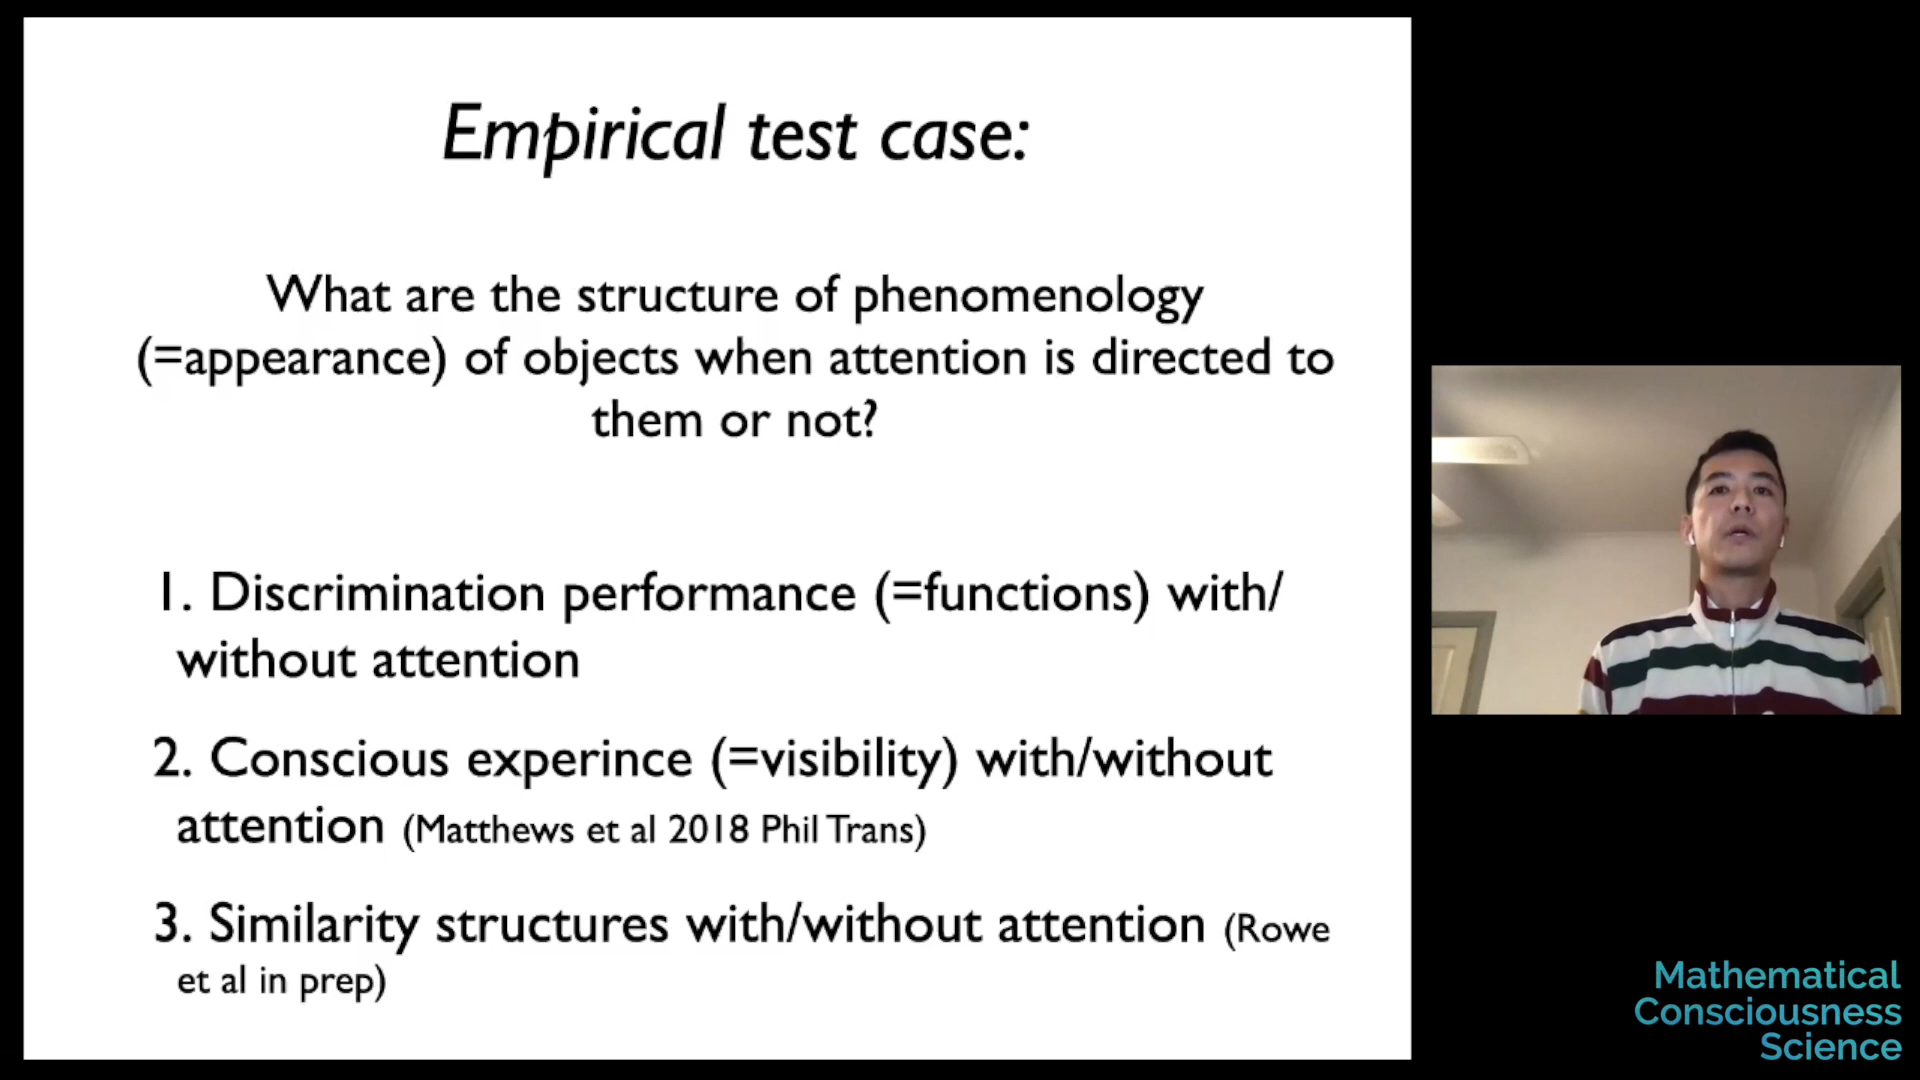 Empirical test case:
What are the structure of phenomenology
(=appearance) of objects when attention is directed to
them or not?
1. Discrimination performance (=functions) with/
without attention
2. Conscious experince (=visibility) with/without
attention (Matthews et al 2018 Phil Trans)
3. Similarity structures with/without attention (Rowe
et al in prep)
Mathematical
Consciousness
Science